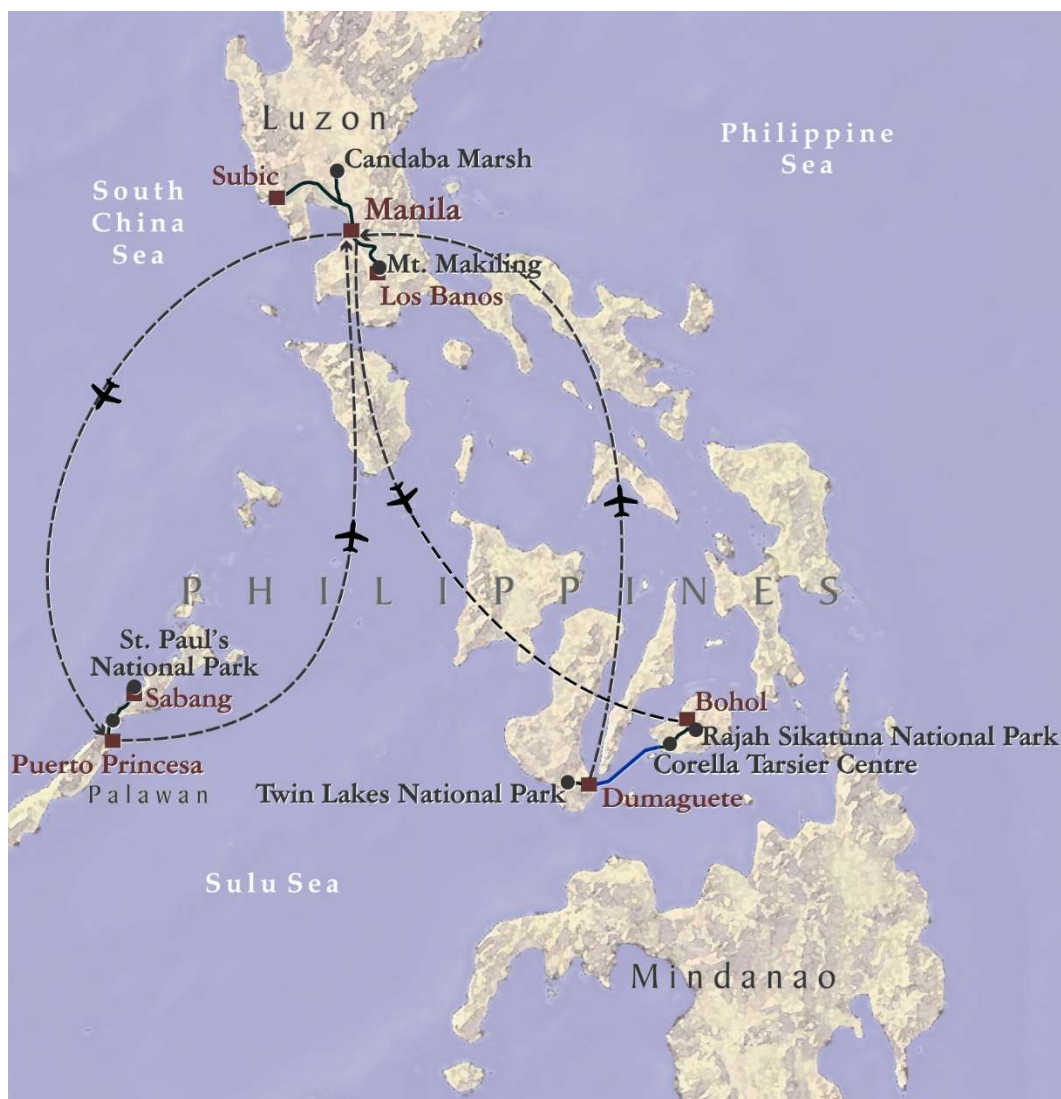 Luzon
Philippine
Sea
Candaba Marsh
Subic
South
China
Sea
Manila
Mt. Makiling
Los Banos
PHILIPPINES
St. Paul's
National Park
Sabang
Bohol
Rajah Sikatuna National Park
Corella Tarsier Centre
Puerto Princesa
Palawan
Twin Lakes National Park
Dumaguete
Sulu Sea
Mindanao